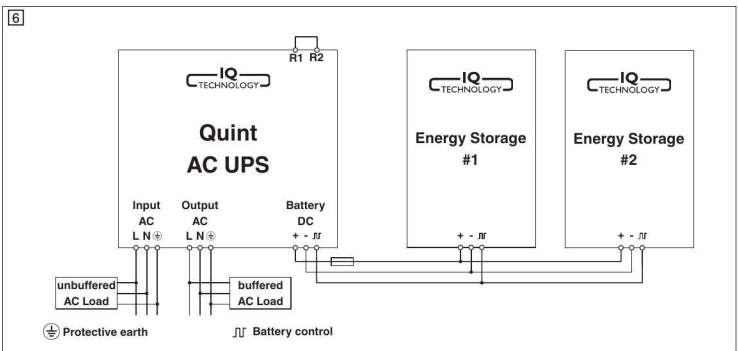 6
R1 R2
IQ
TECHNOLOGY
Quint
AC UPS
Input
AC
L N
Output
AC
L N
Battery
DC
+ -
IQ
TECHNOLOGY
Energy Storage
#1
+ -
IQ
TECHNOLOGY
Energy Storage
#2
+ -
unbuffered
AC Load
buffered
AC Load
Protective earth
Battery control